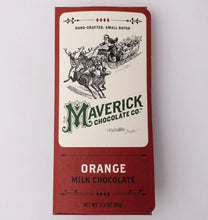 HAND-CRAFTED, SMALL BATCH
MAVERICK
CHOCOLATE CO.
ORANGE
MILK CHOCOLATE